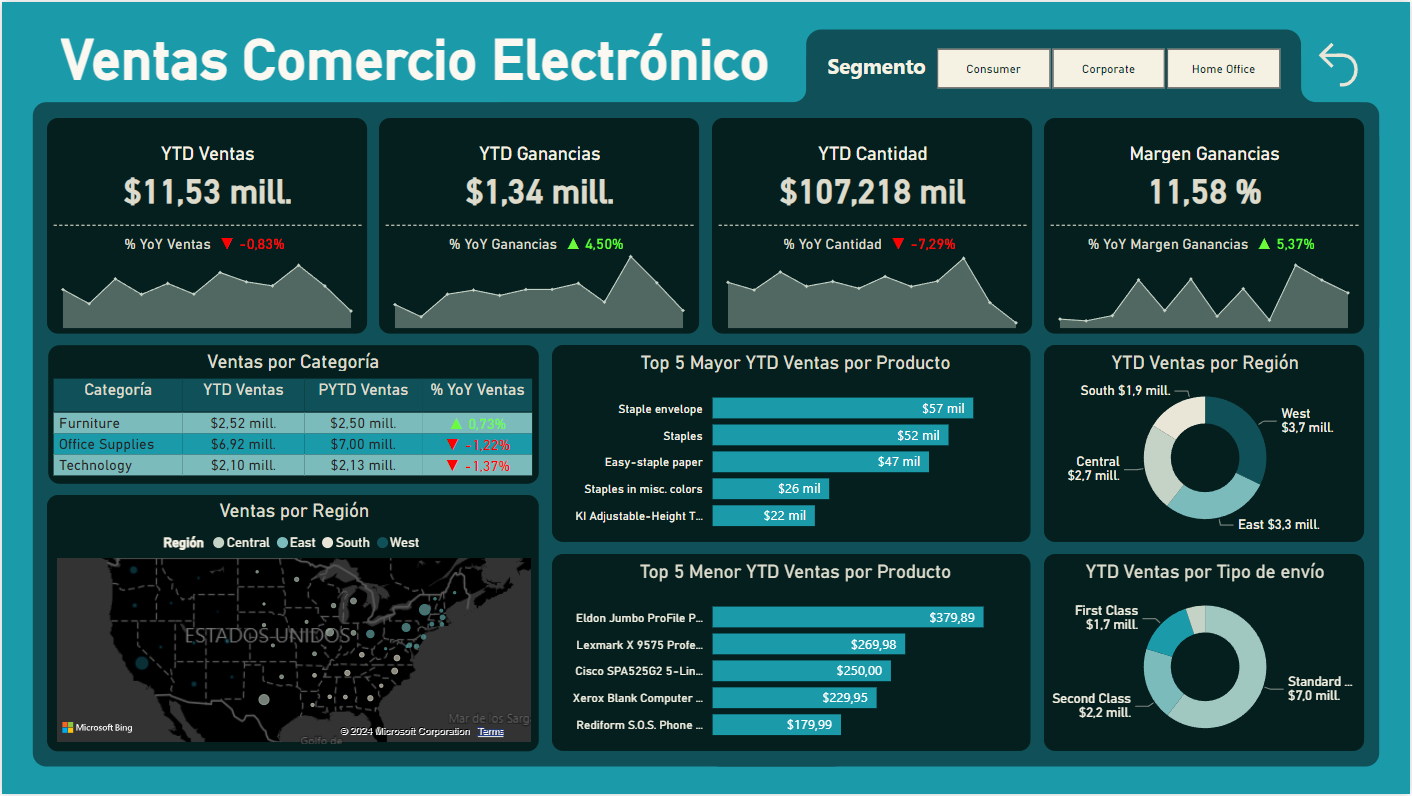 Ventas Comercio Electrónico
Segmento
Consumer
Corporate
Home Office
YTD Ventas
$11,53 mill.
% YoY Ventas ▼ -0,83%
YTD Ganancias
$1,34 mill.
% YoY Ganancias ▲ 4,50%
YTD Cantidad
$107,218 mil
% YoY Cantidad ▼ -7,29%
Margen Ganancias
11,58 %
% YoY Margen Ganancias ▲ 5,37%
Ventas por Categoría
Categoría YTD Ventas PYTD Ventas % YoY Ventas
Furniture $2,52 mill. $2,50 mill. ▲ 0,73%
Office Supplies $6,92 mill. $7,00 mill. ▼ -1,22%
Technology $2,10 mill. $2,13 mill. ▼ -1,37%
Ventas por Región
Región Central East South West
ESTADOS UNIDOS
Mar de los Sarg
Golfo de
Microsoft Bing
© 2024 Microsoft Corporation Terms
Top 5 Mayor YTD Ventas por Producto
Staple envelope $57 mil
Staples $52 mil
Easy-staple paper $47 mil
Staples in misc. colors $26 mil
KI Adjustable-Height T... $22 mil
Top 5 Menor YTD Ventas por Producto
Eldon Jumbo ProFile P... $379,89
Lexmark X 9575 Profe... $269,98
Cisco SPA525G2 5-Lin... $250,00
Xerox Blank Computer ... $229,95
Rediform S.O.S. Phone ... $179,99
YTD Ventas por Región
South $1,9 mill.
West
$3,7 mill.
Central
$2,7 mill.
East $3,3 mill.
YTD Ventas por Tipo de envío
First Class
$1,7 mill.
Second Class
$2,2 mill.
Standard ...
$7,0 mill.